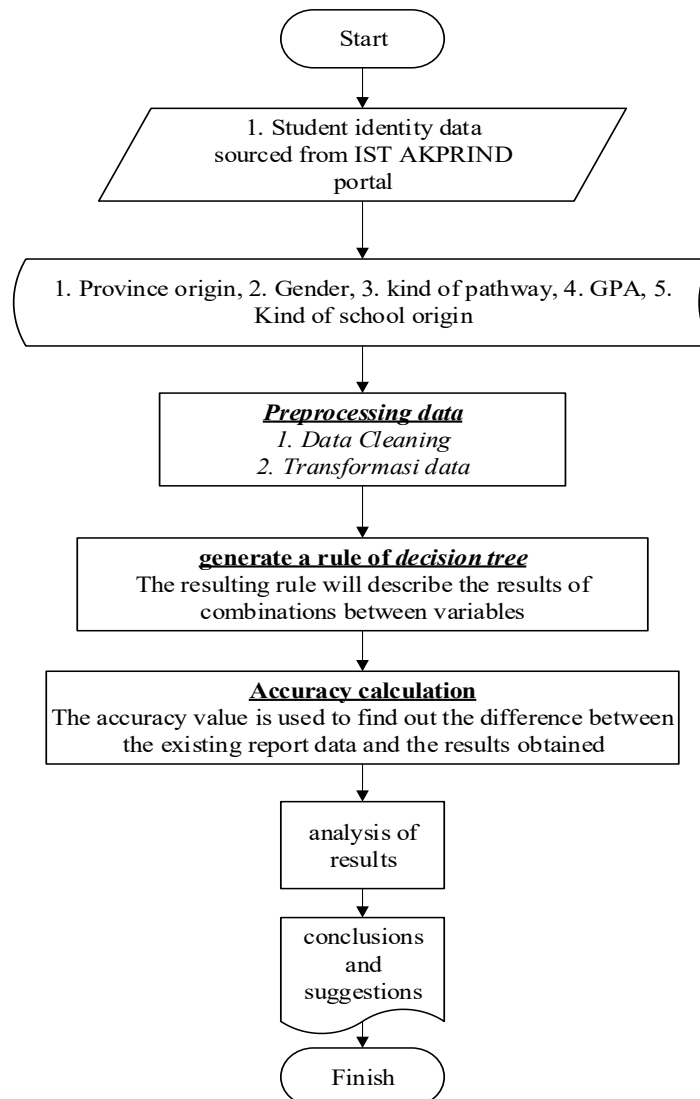 Start
1. Student identity data
sourced from IST AKPRIND
portal
1. Province origin, 2. Gender, 3. kind of pathway, 4. GPA, 5.
Kind of school origin
Preprocessing data
1. Data Cleaning
2. Transformasi data
generate a rule of decision tree
The resulting rule will describe the results of
combinations between variables
Accuracy calculation
The accuracy value is used to find out the difference between
the existing report data and the results obtained
analysis of
results
conclusions
and
suggestions
Finish